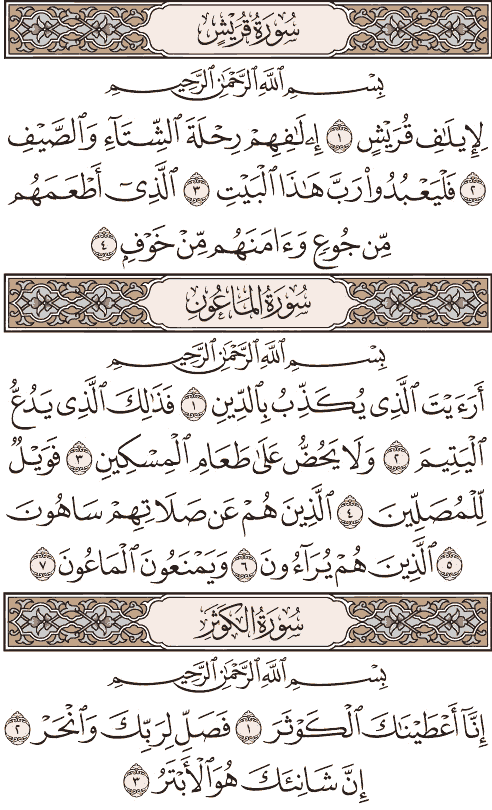 سُورَةُ قُرَيْشٍ
بِسْمِ ٱللَّهِ ٱلرَّحْمَٰنِ ٱلرَّحِيمِ
لِإِيلَٰفِ قُرَيْشٍ ١ إِۦلَٰفِهِمْ رِحْلَةَ ٱلشِّتَآءِ وَٱلصَّيْفِ
٢ فَلْيَعْبُدُوا۟ رَبَّ هَٰذَا ٱلْبَيْتِ ٣ ٱلَّذِىٓ أَطْعَمَهُم
مِّن جُوعٍ وَءَامَنَهُم مِّنْ خَوْفٍۭ ٤
سُورَةُ المَاعُونِ
بِسْمِ ٱللَّهِ ٱلرَّحْمَٰنِ ٱلرَّحِيمِ
أَرَءَيْتَ ٱلَّذِى يُكَذِّبُ بِٱلدِّينِ ١ فَذَٰلِكَ ٱلَّذِى يَدُعُّ
ٱلْيَتِيمَ ٢ وَلَا يَحُضُّ عَلَىٰ طَعَامِ ٱلْمِسْكِينِ ٣ فَوَيْلٌ
لِّلْمُصَلِّينَ ٤ ٱلَّذِينَ هُمْ عَن صَلَاتِهِمْ سَاهُونَ
٥ ٱلَّذِينَ هُمْ يُرَآءُونَ ٦ وَيَمْنَعُونَ ٱلْمَاعُونَ ٧
سُورَةُ الكَوْثَرِ
بِسْمِ ٱللَّهِ ٱلرَّحْمَٰنِ ٱلرَّحِيمِ
إِنَّآ أَعْطَيْنَٰكَ ٱلْكَوْثَرَ ١ فَصَلِّ لِرَبِّكَ وَٱنْحَرْ ٢
إِنَّ شَانِئَكَ هُوَ ٱلْأَبْتَرُ ٣